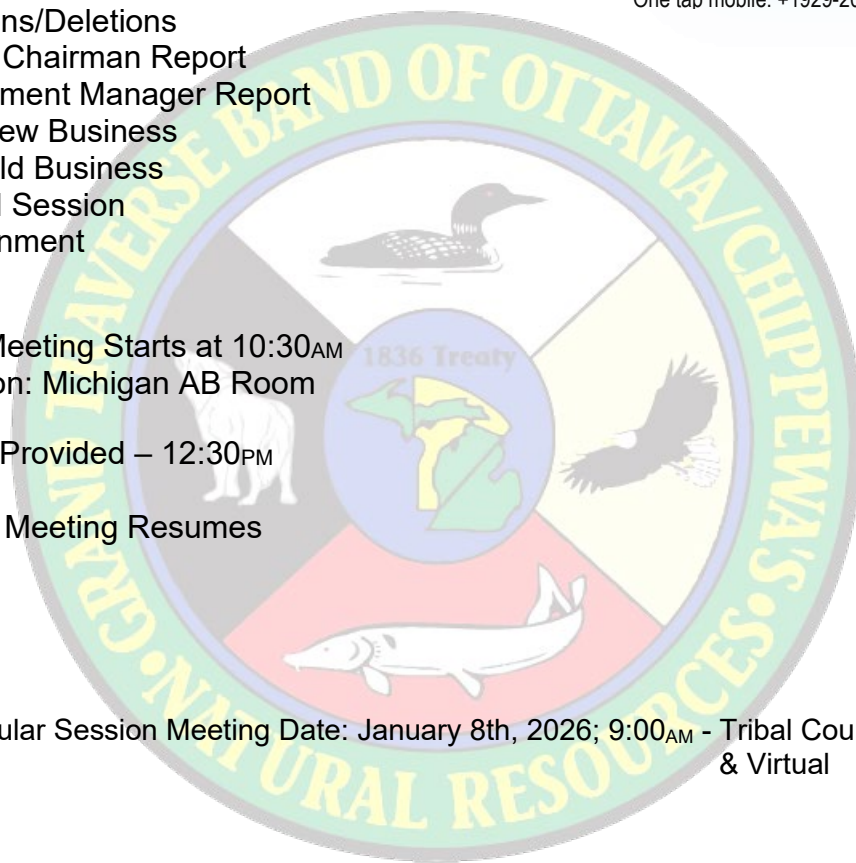 One tap mobile: +1929-20
ns/Deletions
Chairman Report
ment Manager Report
ew Business
ld Business
l Session
nment
Meeting Starts at 10:30AM
on: Michigan AB Room
Provided – 12:30PM
Meeting Resumes
ular Session Meeting Date: January 8th, 2026; 9:00AM - Tribal Cou
& Virtual
GRAND TRAVERSE BAND OF OTTAWA/CHIPPEWA'S
NATURAL RESOURCES
1836 Treaty